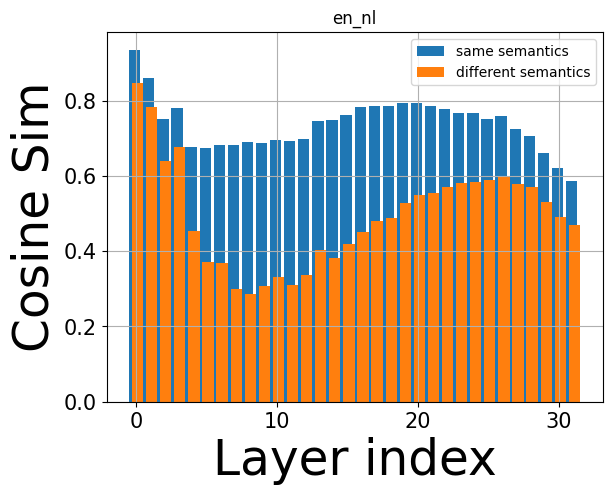 en_nl
same semantics
different semantics
Cosine Sim
0.8
0.6
0.4
0.2
0.0
0
10
20
30
Layer index